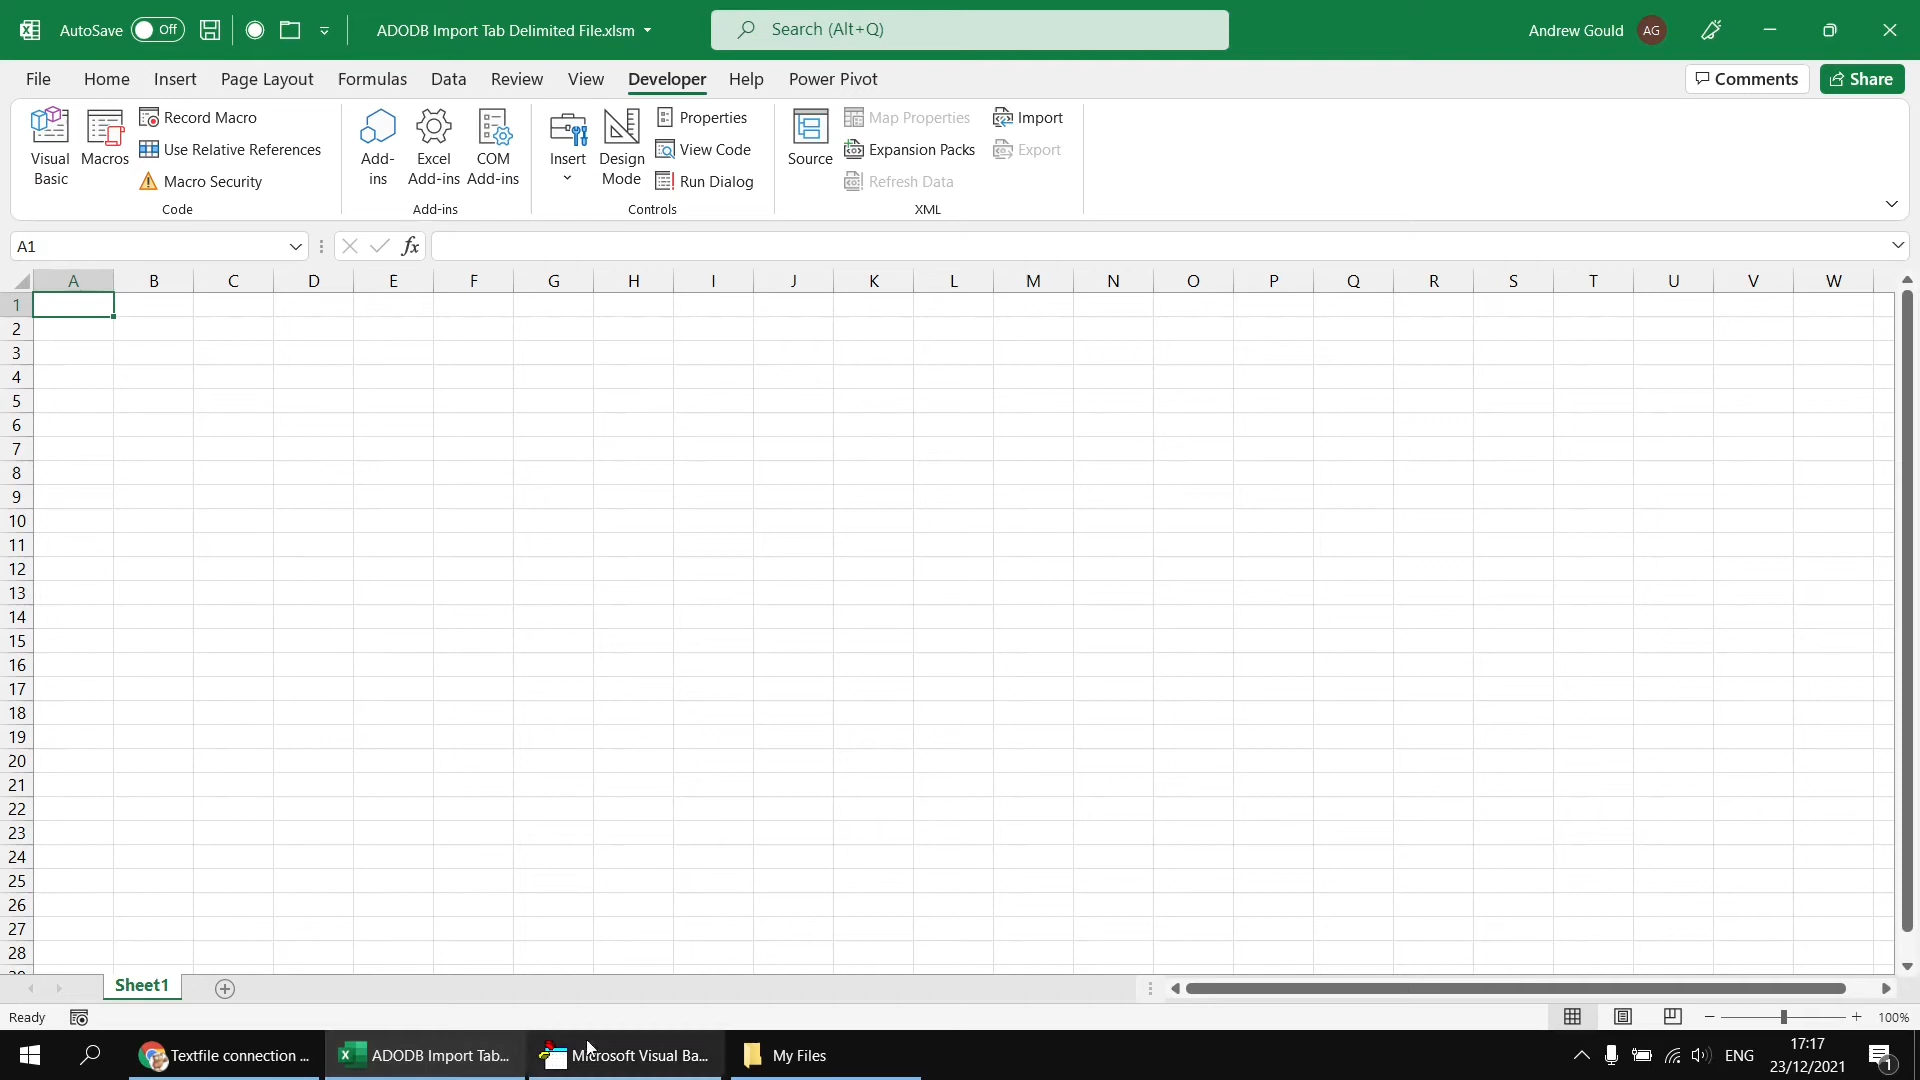 AutoSave Off ADODB Import Tab Delimited File.xlsm Search (Alt+Q) Andrew Gould AG
File Home Insert Page Layout Formulas Data Review View Developer Help Power Pivot Comments Share
Visual Basic Macros Record Macro Use Relative References Macro Security Code
Add-ins Excel Add-ins COM Add-ins Add-ins
Insert Design Mode Properties View Code Run Dialog Controls
Source Map Properties Expansion Packs Refresh Data Import Export XML
A1 fx
A B C D E F G H I J K L M N O P Q R S T U V W
1
2
3
4
5
6
7
8
9
10
11
12
13
14
15
16
17
18
19
20
21
22
23
24
25
26
27
28
Sheet1
Ready 100%
Textfile connection ... ADODB Import Tab... Microsoft Visual Ba... My Files ENG 17:17
23/12/2021 1